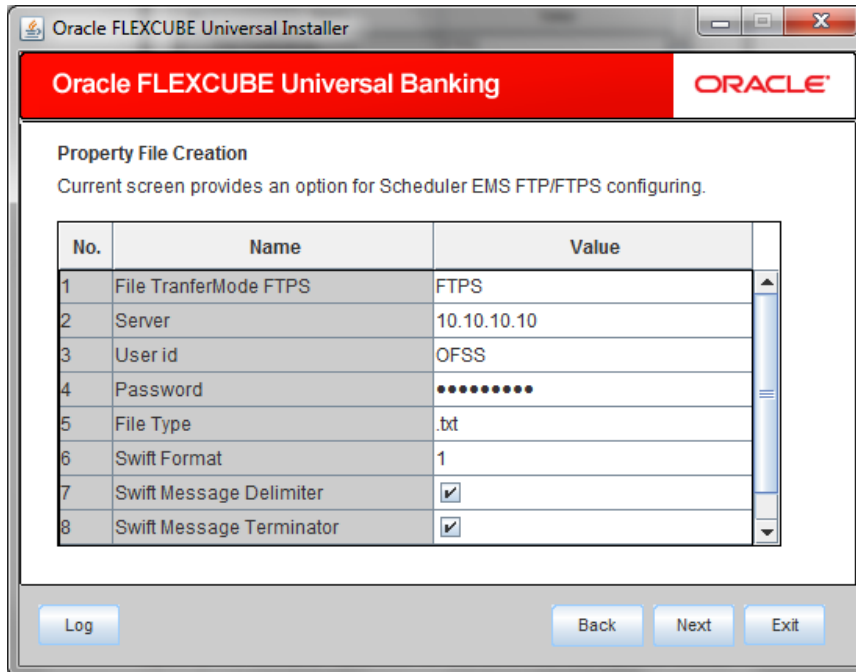 Oracle FLEXCUBE Universal Installer
Oracle FLEXCUBE Universal Banking
ORACLE
Property File Creation
Current screen provides an option for Scheduler EMS FTP/FTPS configuring.
No. Name Value
1 File TranferMode FTPS FTPS
2 Server 10.10.10.10
3 User id OFSS
4 Password •••••••••
5 File Type .txt
6 Swift Format 1
7 Swift Message Delimiter
8 Swift Message Terminator
Log Back Next Exit